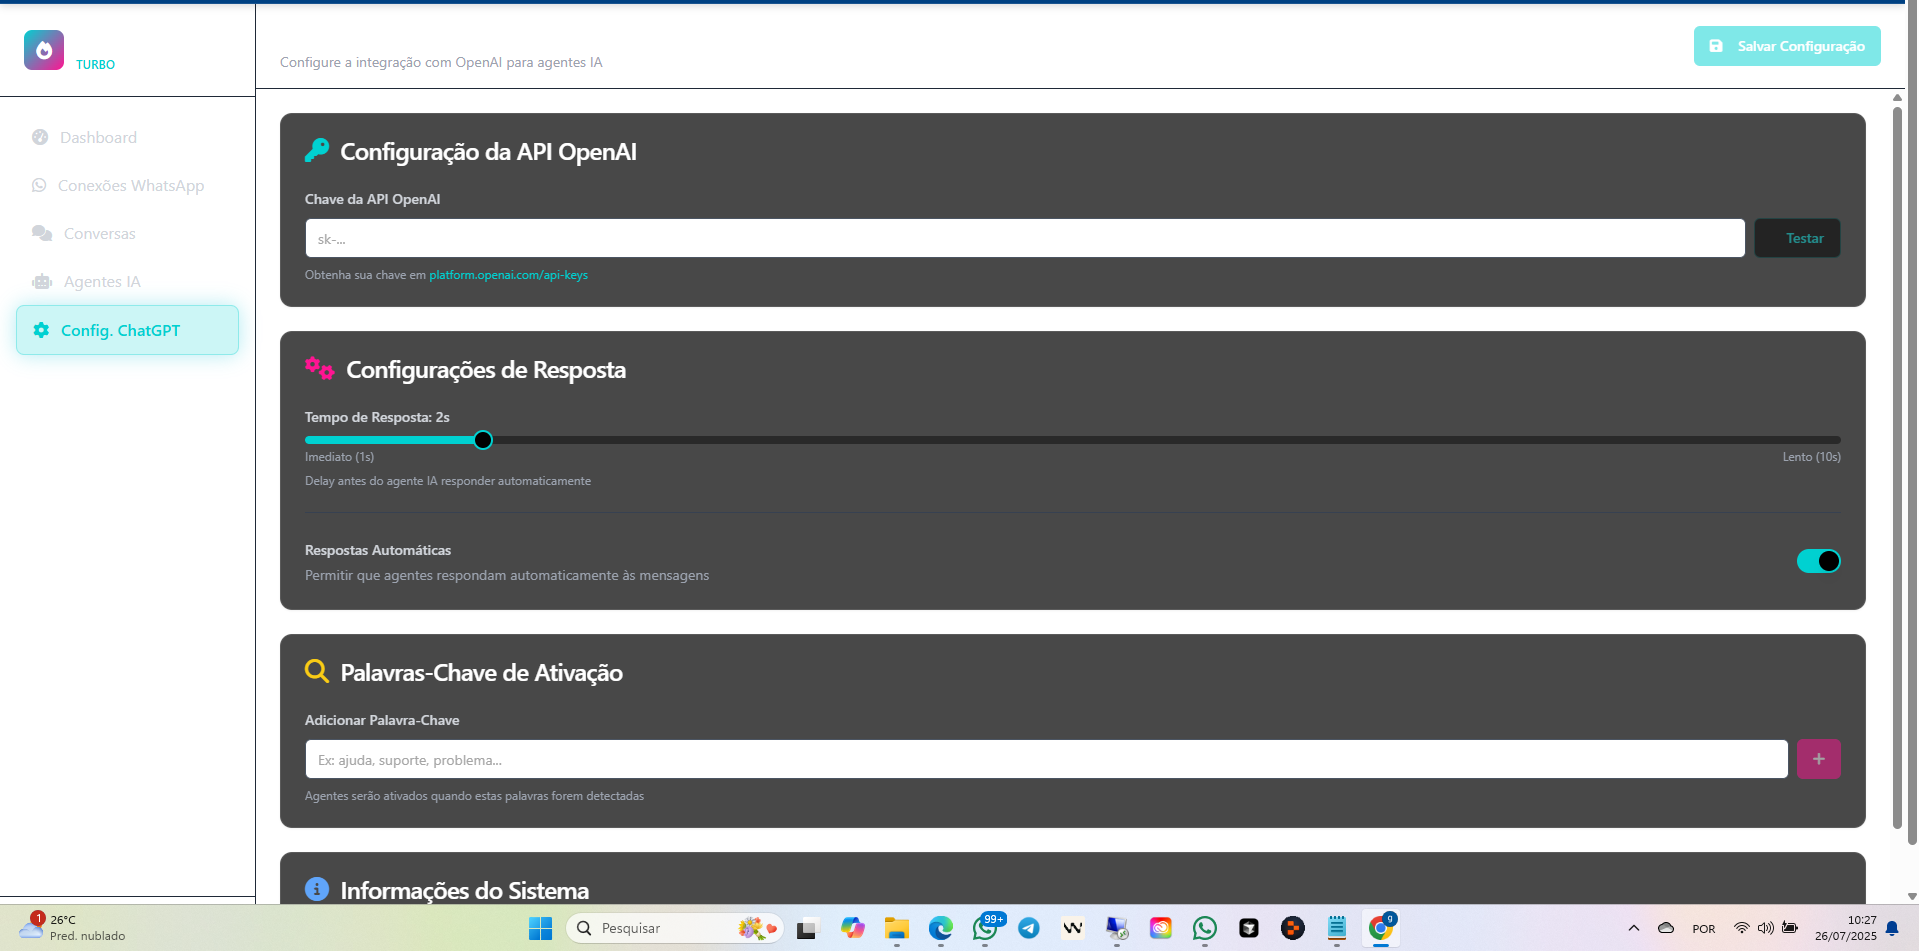 TURBO
Configure a integração com OpenAI para agentes IA
Salvar Configuração
Dashboard
Conexões WhatsApp
Conversas
Agentes IA
Config. ChatGPT
Configuração da API OpenAI
Chave da API OpenAI
sk-...
Testar
Obtenha sua chave em platform.openai.com/api-keys
Configurações de Resposta
Tempo de Resposta: 2s
Imediato (1s)
Lento (10s)
Delay antes do agente IA responder automaticamente
Respostas Automáticas
Permitir que agentes respondam automaticamente às mensagens
Palavras-Chave de Ativação
Adicionar Palavra-Chave
Ex: ajuda, suporte, problema...
+
Agentes serão ativados quando estas palavras forem detectadas
Informações do Sistema
1
26°C
Pred. nublado
Pesquisar
99+
9
POR
10:27
26/07/2025